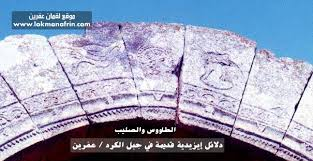 موقع لقمان عفرين
www.lokmanafrin.com
الطاووس والصليب
دلائل إيزيدية قديمة في جبل الكرد / عفرين